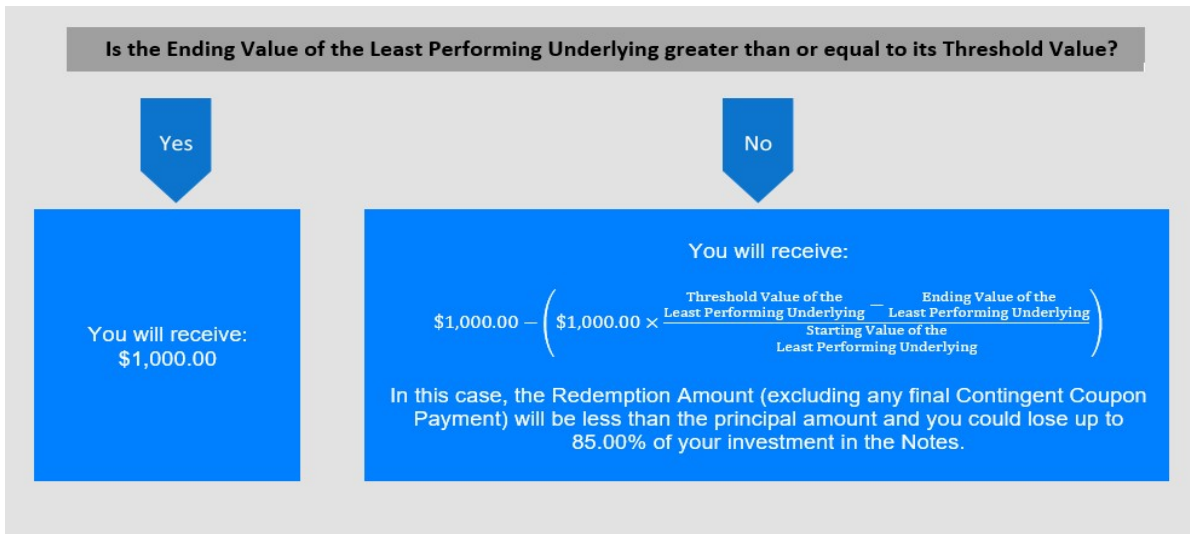 Is the Ending Value of the Least Performing Underlying greater than or equal to its Threshold Value?
Yes
No
You will receive:
$1,000.00
You will receive:
$1,000.00 − ( $1,000.00 × (Threshold Value of the Least Performing Underlying − Ending Value of the Least Performing Underlying) / Starting Value of the Least Performing Underlying )
In this case, the Redemption Amount (excluding any final Contingent Coupon
Payment) will be less than the principal amount and you could lose up to
85.00% of your investment in the Notes.